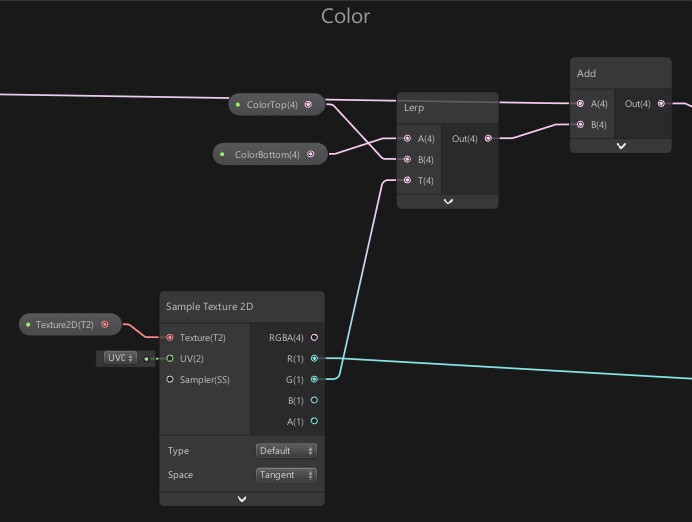 Color
Add
A(4) Out(4)
B(4)
ColorTop(4)
Lerp
ColorBottom(4)
A(4) Out(4)
B(4)
T(4)
Sample Texture 2D
Texture2D(T2)
Texture(T2) RGBA(4)
UV0
UV(2) R(1)
Sampler(SS) G(1)
B(1)
A(1)
Type Default
Space Tangent